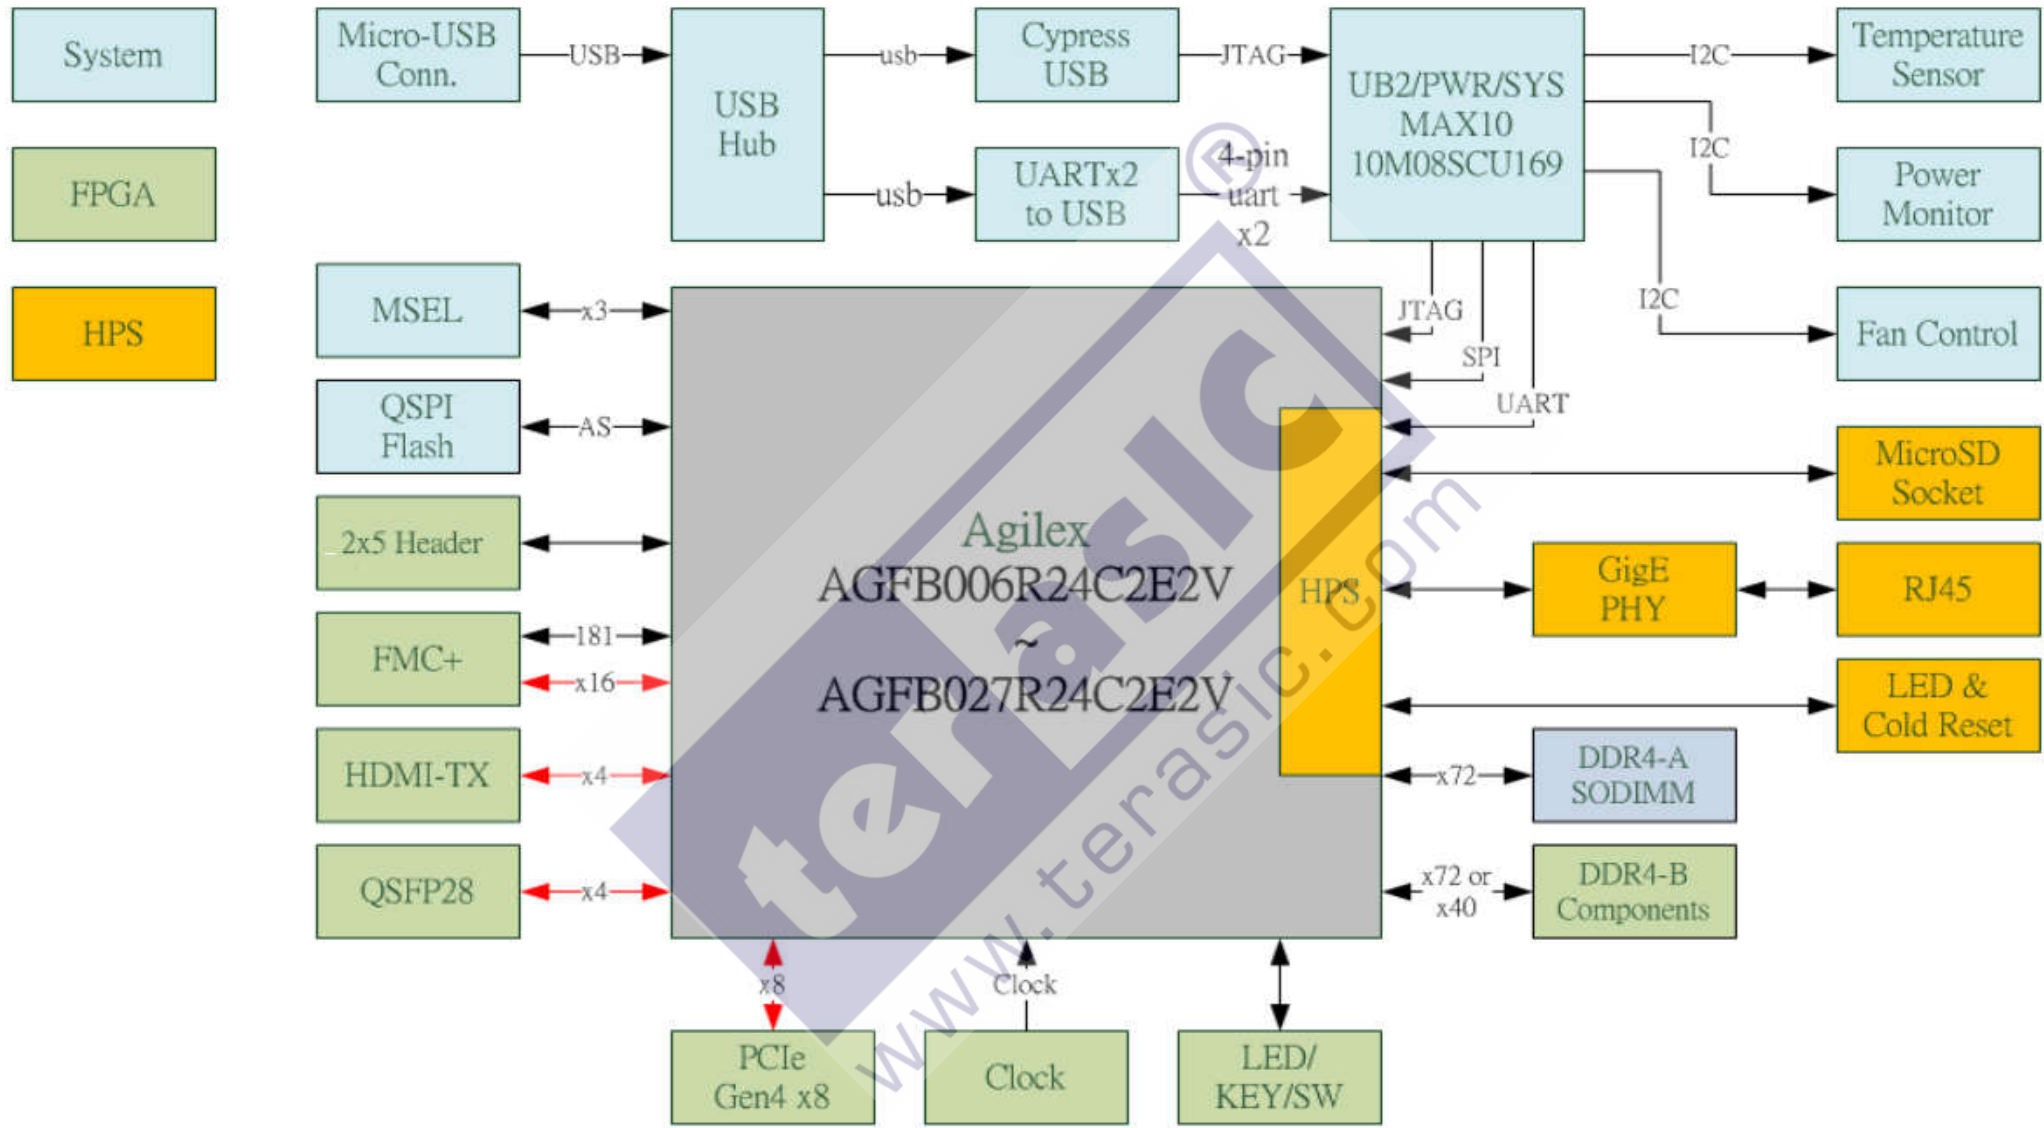 System
FPGA
HPS
Micro-USB
Conn.
USB
USB
Hub
usb
usb
Cypress
USB
UARTx2
to USB
JTAG
4-pin
uart
x2
UB2/PWR/SYS
MAX10
10M08SCU169
I2C
I2C
I2C
Temperature
Sensor
Power
Monitor
Fan Control
JTAG
SPI
UART
MSEL
x3
QSPI
Flash
AS
2x5 Header
FMC+
181
x16
HDMI-TX
x4
QSFP28
x4
Agilex
AGFB006R24C2E2V
~
AGFB027R24C2E2V
HPS
MicroSD
Socket
GigE
PHY
RJ45
LED &
Cold Reset
x72
DDR4-A
SODIMM
x72 or
x40
DDR4-B
Components
x8
PCIe
Gen4 x8
Clock
Clock
LED/
KEY/SW
terasic®
www.terasic.com